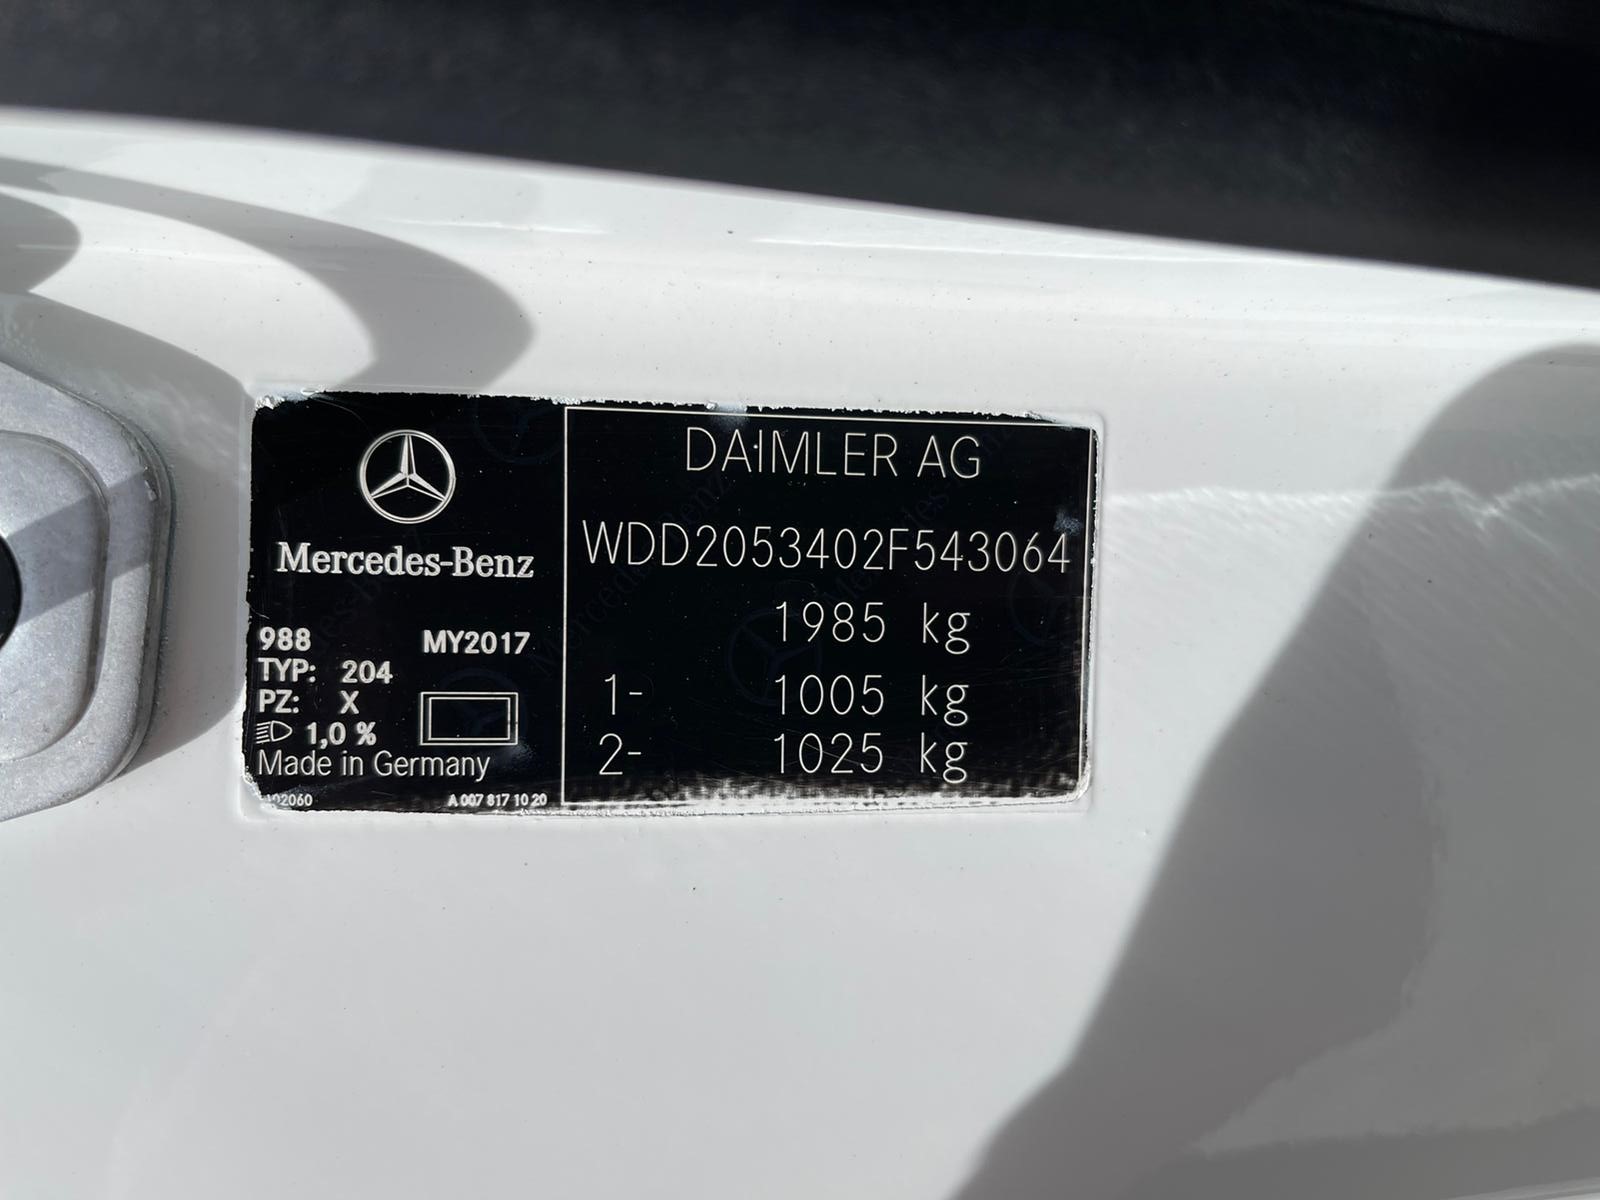 Mercedes-Benz
988 MY2017
TYP: 204
PZ: X
1,0 %
Made in Germany
A 007 817 10 20
DAIMLER AG
WDD2053402F543064
1985 kg
1- 1005 kg
2- 1025 kg